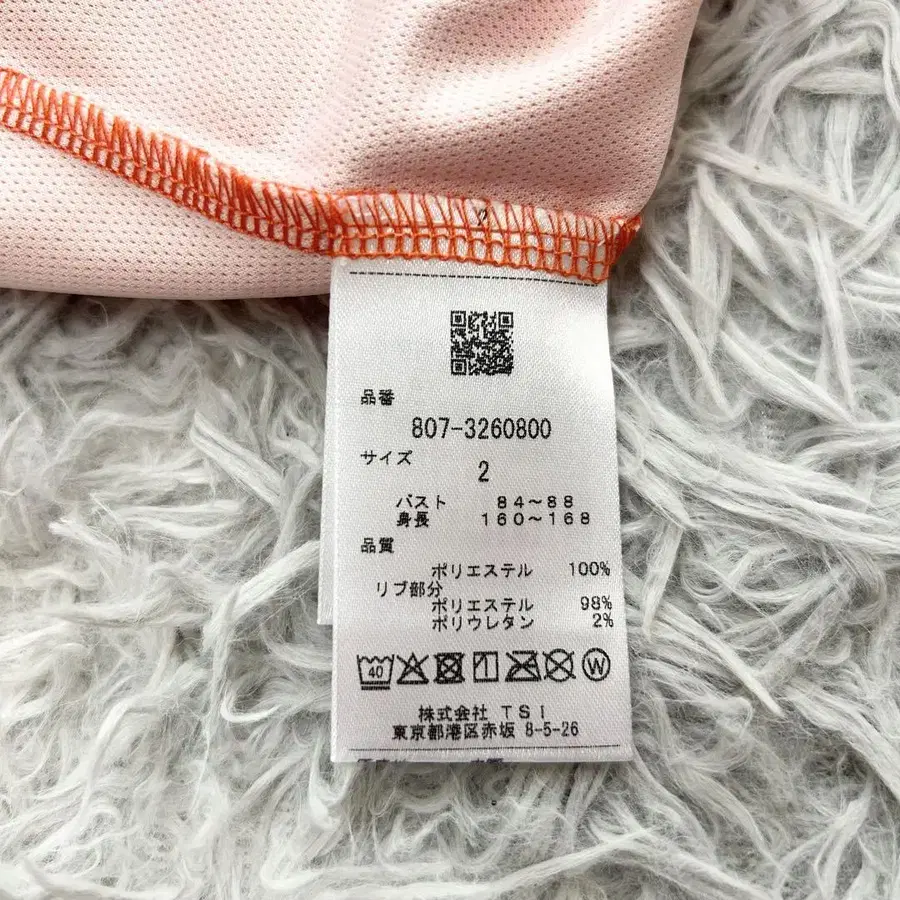 2
品番
807-3260800
サイズ
2
バスト 84~88
身長 160~168
品質
ポリエステル 100%
リブ部分
ポリエステル 98%
ポリウレタン 2%
40 W
株式会社 TSI
東京都港区赤坂 8-5-26